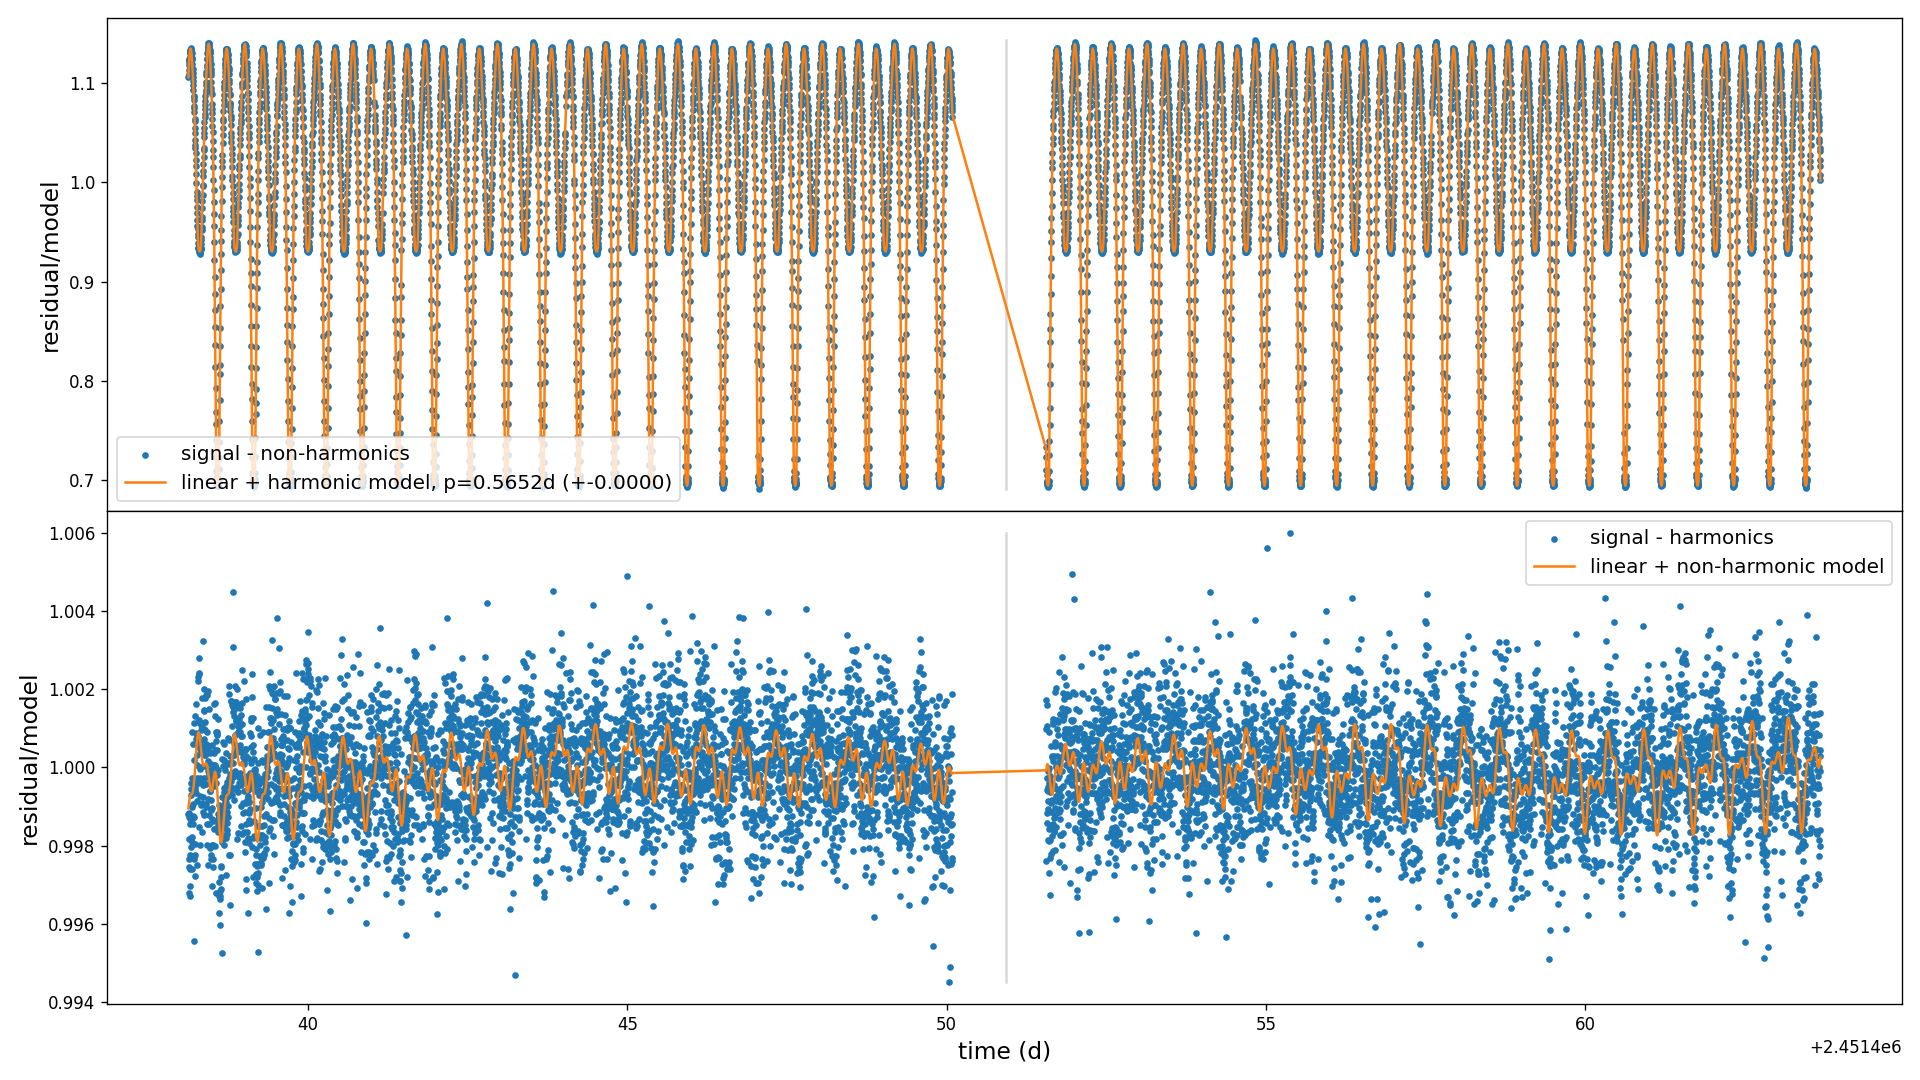 1.1
1.0
0.9
0.8
0.7
residual/model
signal - non-harmonics
linear + harmonic model, p=0.5652d (+-0.0000)
1.006
1.004
1.002
1.000
0.998
0.996
0.994
residual/model
signal - harmonics
linear + non-harmonic model
40
45
50
55
60
time (d)
+2.4514e6